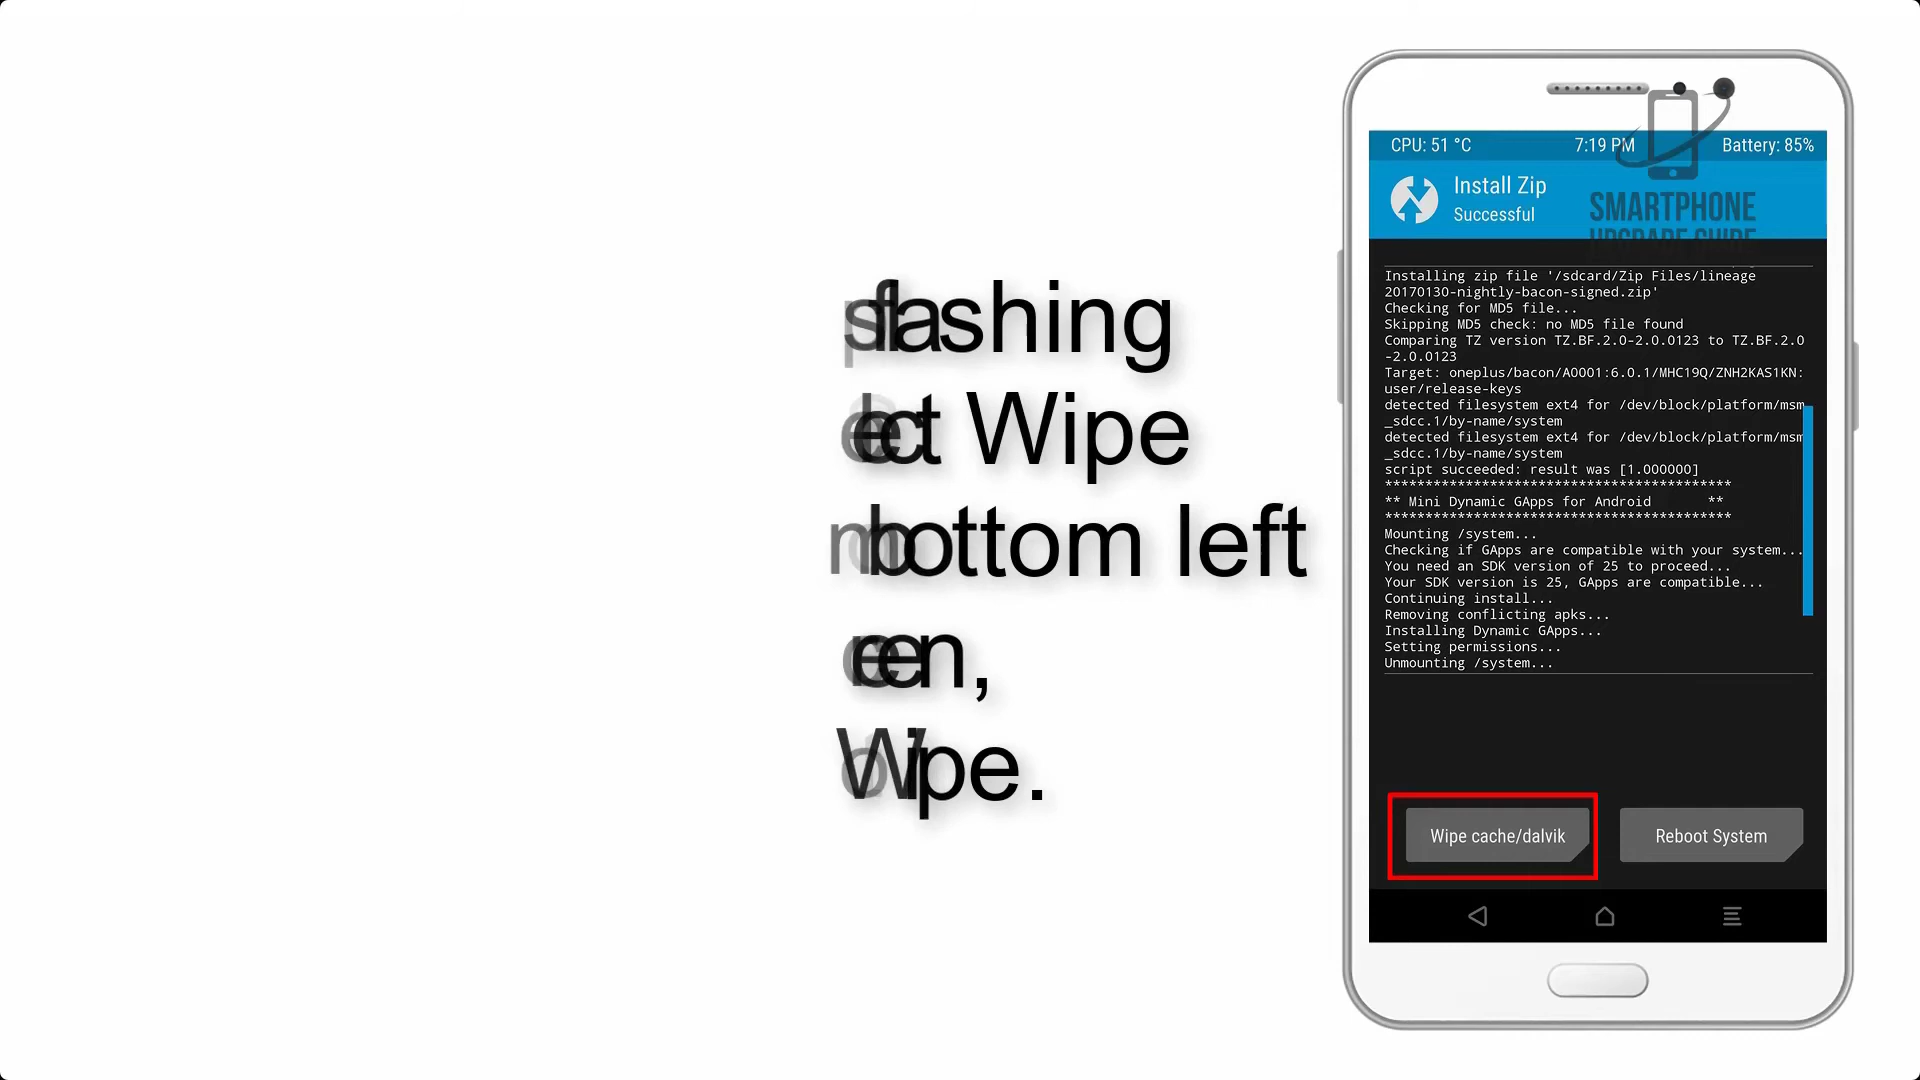 flashing
Wipe
bottom left
Wipe.
CPU: 51 °C
7:19 PM
Battery: 85%
Install Zip
Successful
SMARTPHONE
UPGRADE GUIDE
Installing zip file '/sdcard/Zip Files/lineage
20170130-nightly-bacon-signed.zip'
Checking for MD5 file...
Skipping MD5 check: no MD5 file found
Comparing TZ version TZ.BF.2.0-2.0.0123 to TZ.BF.2.0
-2.0.0123
Target: oneplus/bacon/A0001:6.0.1/MHC19Q/ZNH2KAS1KN:
user/release-keys
detected filesystem ext4 for /dev/block/platform/msm
_sdcc.1/by-name/system
detected filesystem ext4 for /dev/block/platform/msm
_sdcc.1/by-name/system
script succeeded: result was [1.000000]
*******************************************
** Mini Dynamic GApps for Android **
*******************************************
Mounting /system...
Checking if GApps are compatible with your system...
You need an SDK version of 25 to proceed...
Your SDK version is 25, GApps are compatible...
Continuing install...
Removing conflicting apks...
Installing Dynamic GApps...
Setting permissions...
Unmounting /system...
Wipe cache/dalvik
Reboot System